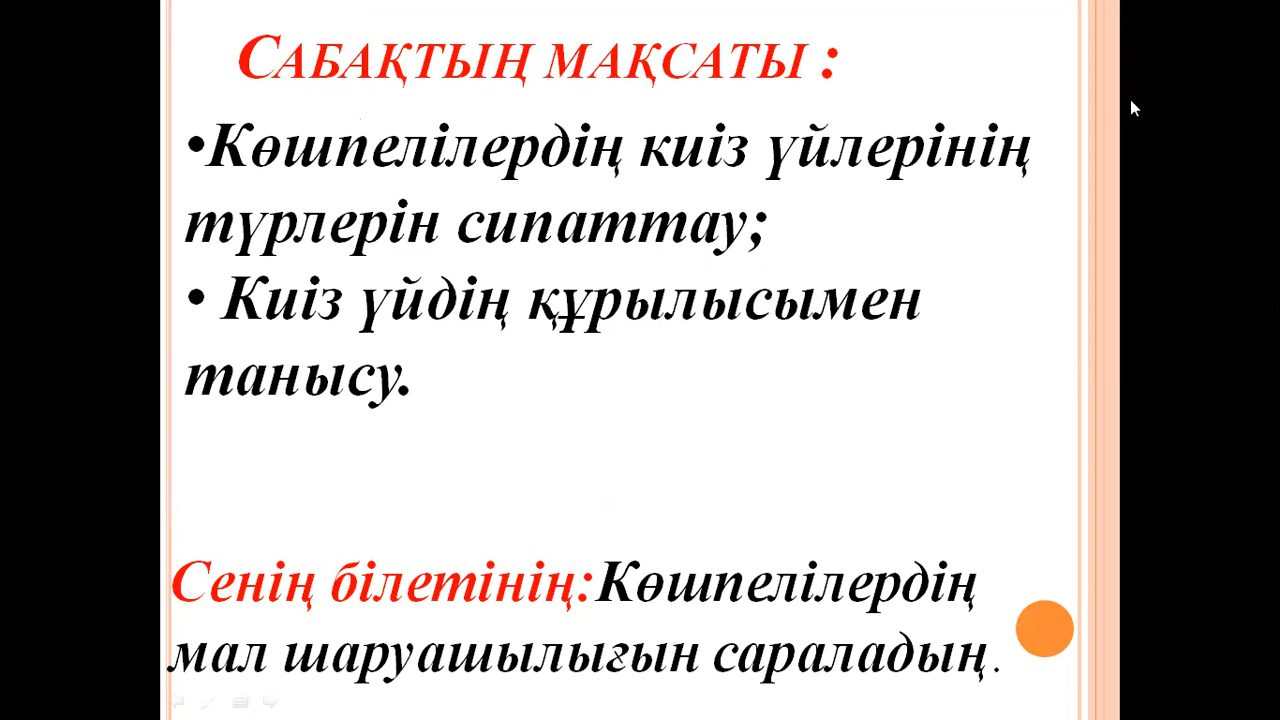 САБАҚТЫҢ МАҚСАТЫ :
•Көшпелілердің киіз үйлерінің
түрлерін сипаттау;
• Киіз үйдің құрылысымен
танысу.
Сенің білетінің:Көшпелілердің
мал шаруашылығын сараладың.